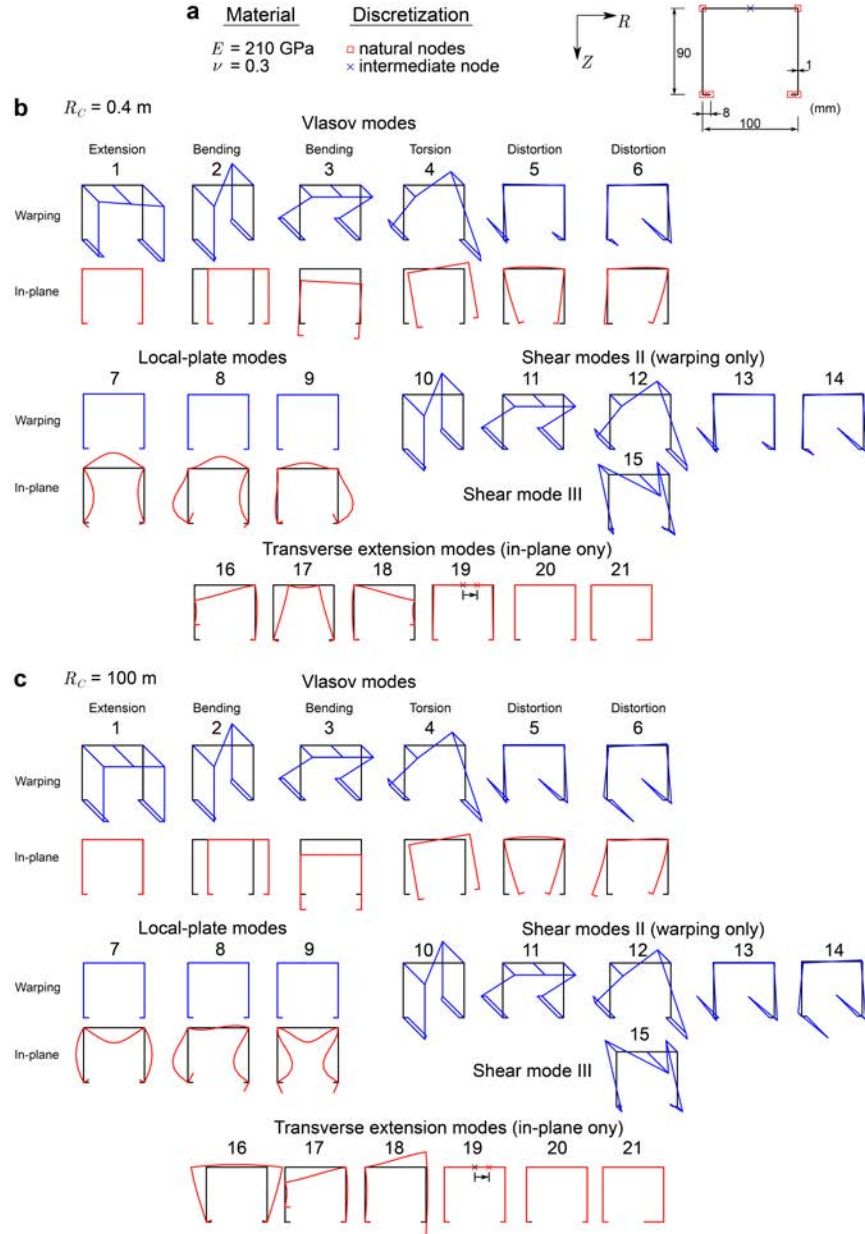 a Material Discretization
E = 210 GPa □ natural nodes
ν = 0.3 × intermediate node
R
Z
90
1
8
100
(mm)
b R_C = 0.4 m
Vlasov modes
Extension Bending Bending Torsion Distortion Distortion
1 2 3 4 5 6
Warping
In-plane
Local-plate modes Shear modes II (warping only)
7 8 9 10 11 12 13 14
Warping
In-plane
15
Shear mode III
Transverse extension modes (in-plane ony)
16 17 18 19 20 21
c R_C = 100 m
Vlasov modes
Extension Bending Bending Torsion Distortion Distortion
1 2 3 4 5 6
Warping
In-plane
Local-plate modes Shear modes II (warping only)
7 8 9 10 11 12 13 14
Warping
In-plane
15
Shear mode III
Transverse extension modes (in-plane ony)
16 17 18 19 20 21